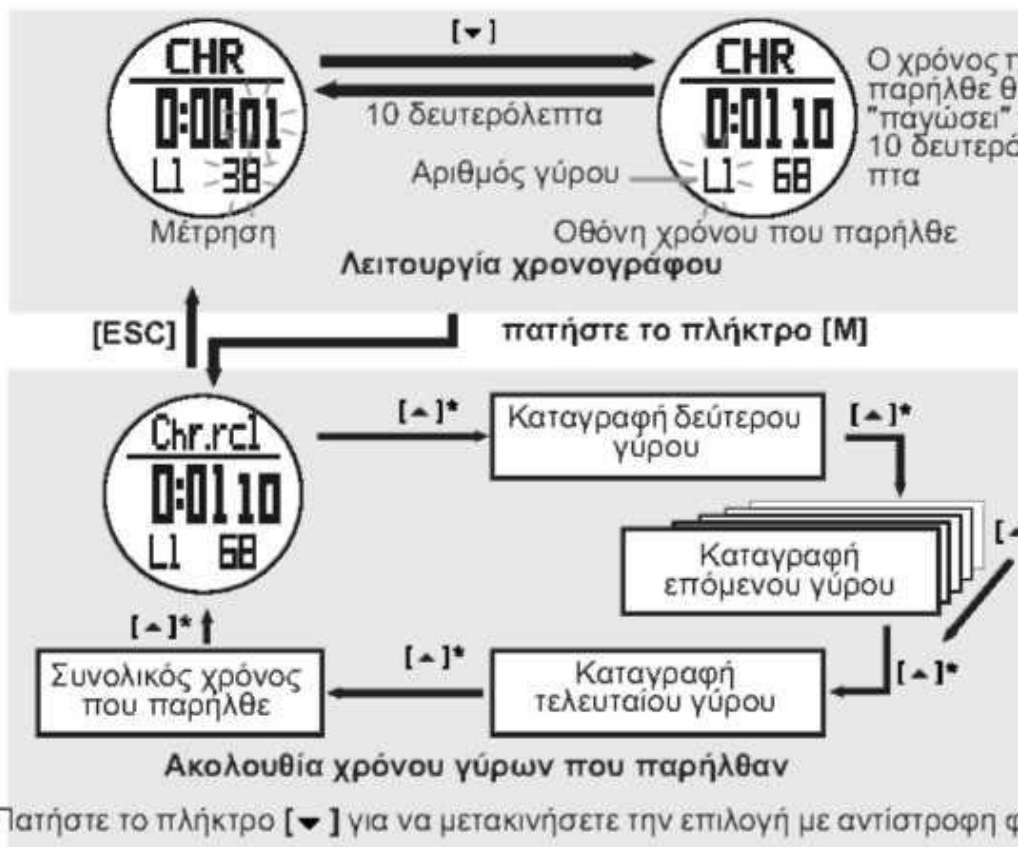 CHR
0:00 01
L1 38
Μέτρηση
[▼]
10 δευτερόλεπτα
Αριθμός γύρου
CHR
0:01 10
L1 68
Οθόνη χρόνου που παρήλθε
Ο χρόνος
παρήλθε
"παγώσει"
10
Λειτουργία χρονογράφου
[ESC]
πατήστε το πλήκτρο [M]
Chr.rcl
0:01 10
L1 68
[▲]*
Καταγραφή δεύτερου
γύρου
[▲]*
Καταγραφή
επόμενου γύρου
[▲]*
Καταγραφή
τελευταίου γύρου
[▲]*
Συνολικός χρόνος
που παρήλθε
[▲]*
Ακολουθία χρόνου γύρων που παρήλθαν
το πλήκτρο [▼] για να μετακινήσετε την επιλογή με αντίστροφη